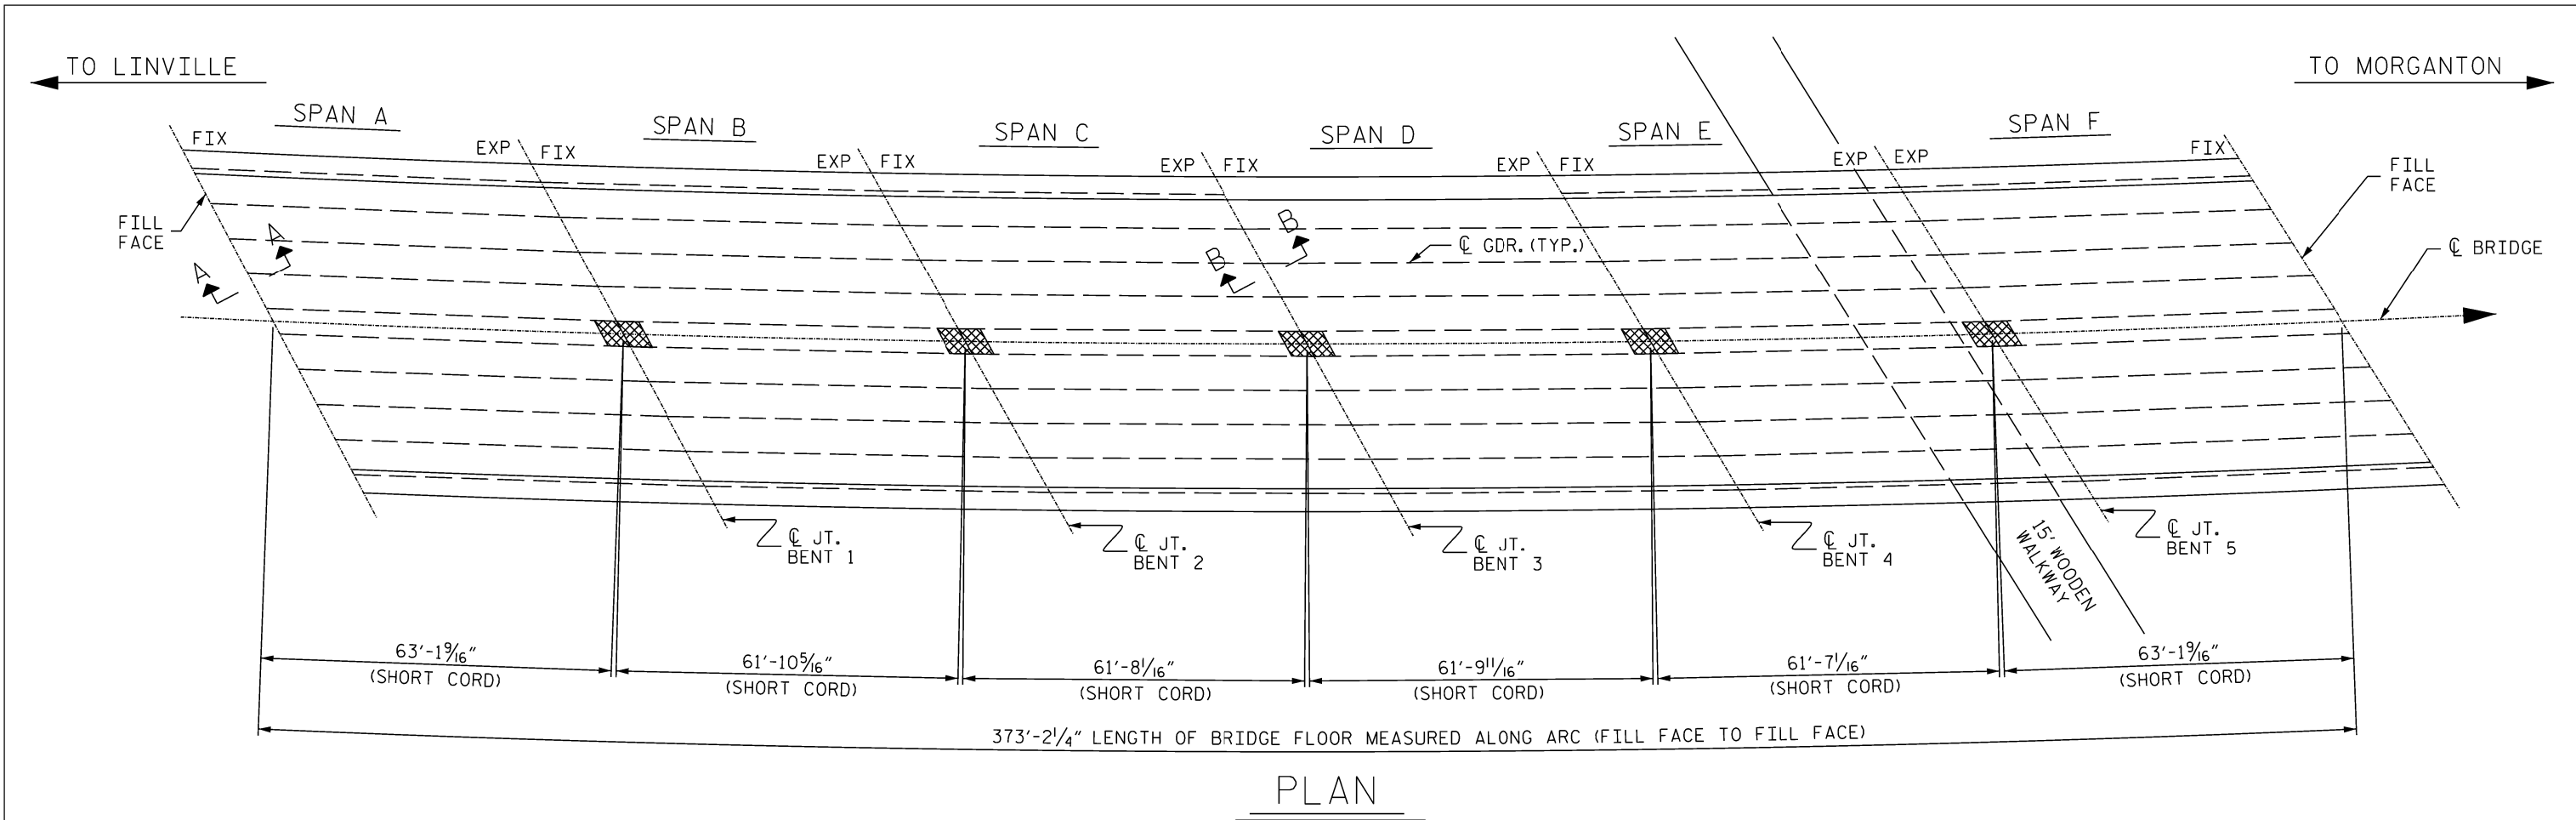 TO LINVILLE
TO MORGANTON
SPAN A
SPAN B
SPAN C
SPAN D
SPAN E
SPAN F
FIX
EXP FIX
EXP FIX
EXP FIX
EXP FIX
EXP EXP
FIX
FILL
FACE
FILL
FACE
A
A
B
B
℄ GDR. (TYP.)
℄ BRIDGE
℄ JT.
BENT 1
℄ JT.
BENT 2
℄ JT.
BENT 3
℄ JT.
BENT 4
℄ JT.
BENT 5
15' WOODEN
WALKWAY
63'-1 9/16"
(SHORT CORD)
61'-10 5/16"
(SHORT CORD)
61'-8 1/16"
(SHORT CORD)
61'-9 11/16"
(SHORT CORD)
61'-7 1/16"
(SHORT CORD)
63'-1 9/16"
(SHORT CORD)
373'-2 1/4" LENGTH OF BRIDGE FLOOR MEASURED ALONG ARC (FILL FACE TO FILL FACE)
PLAN